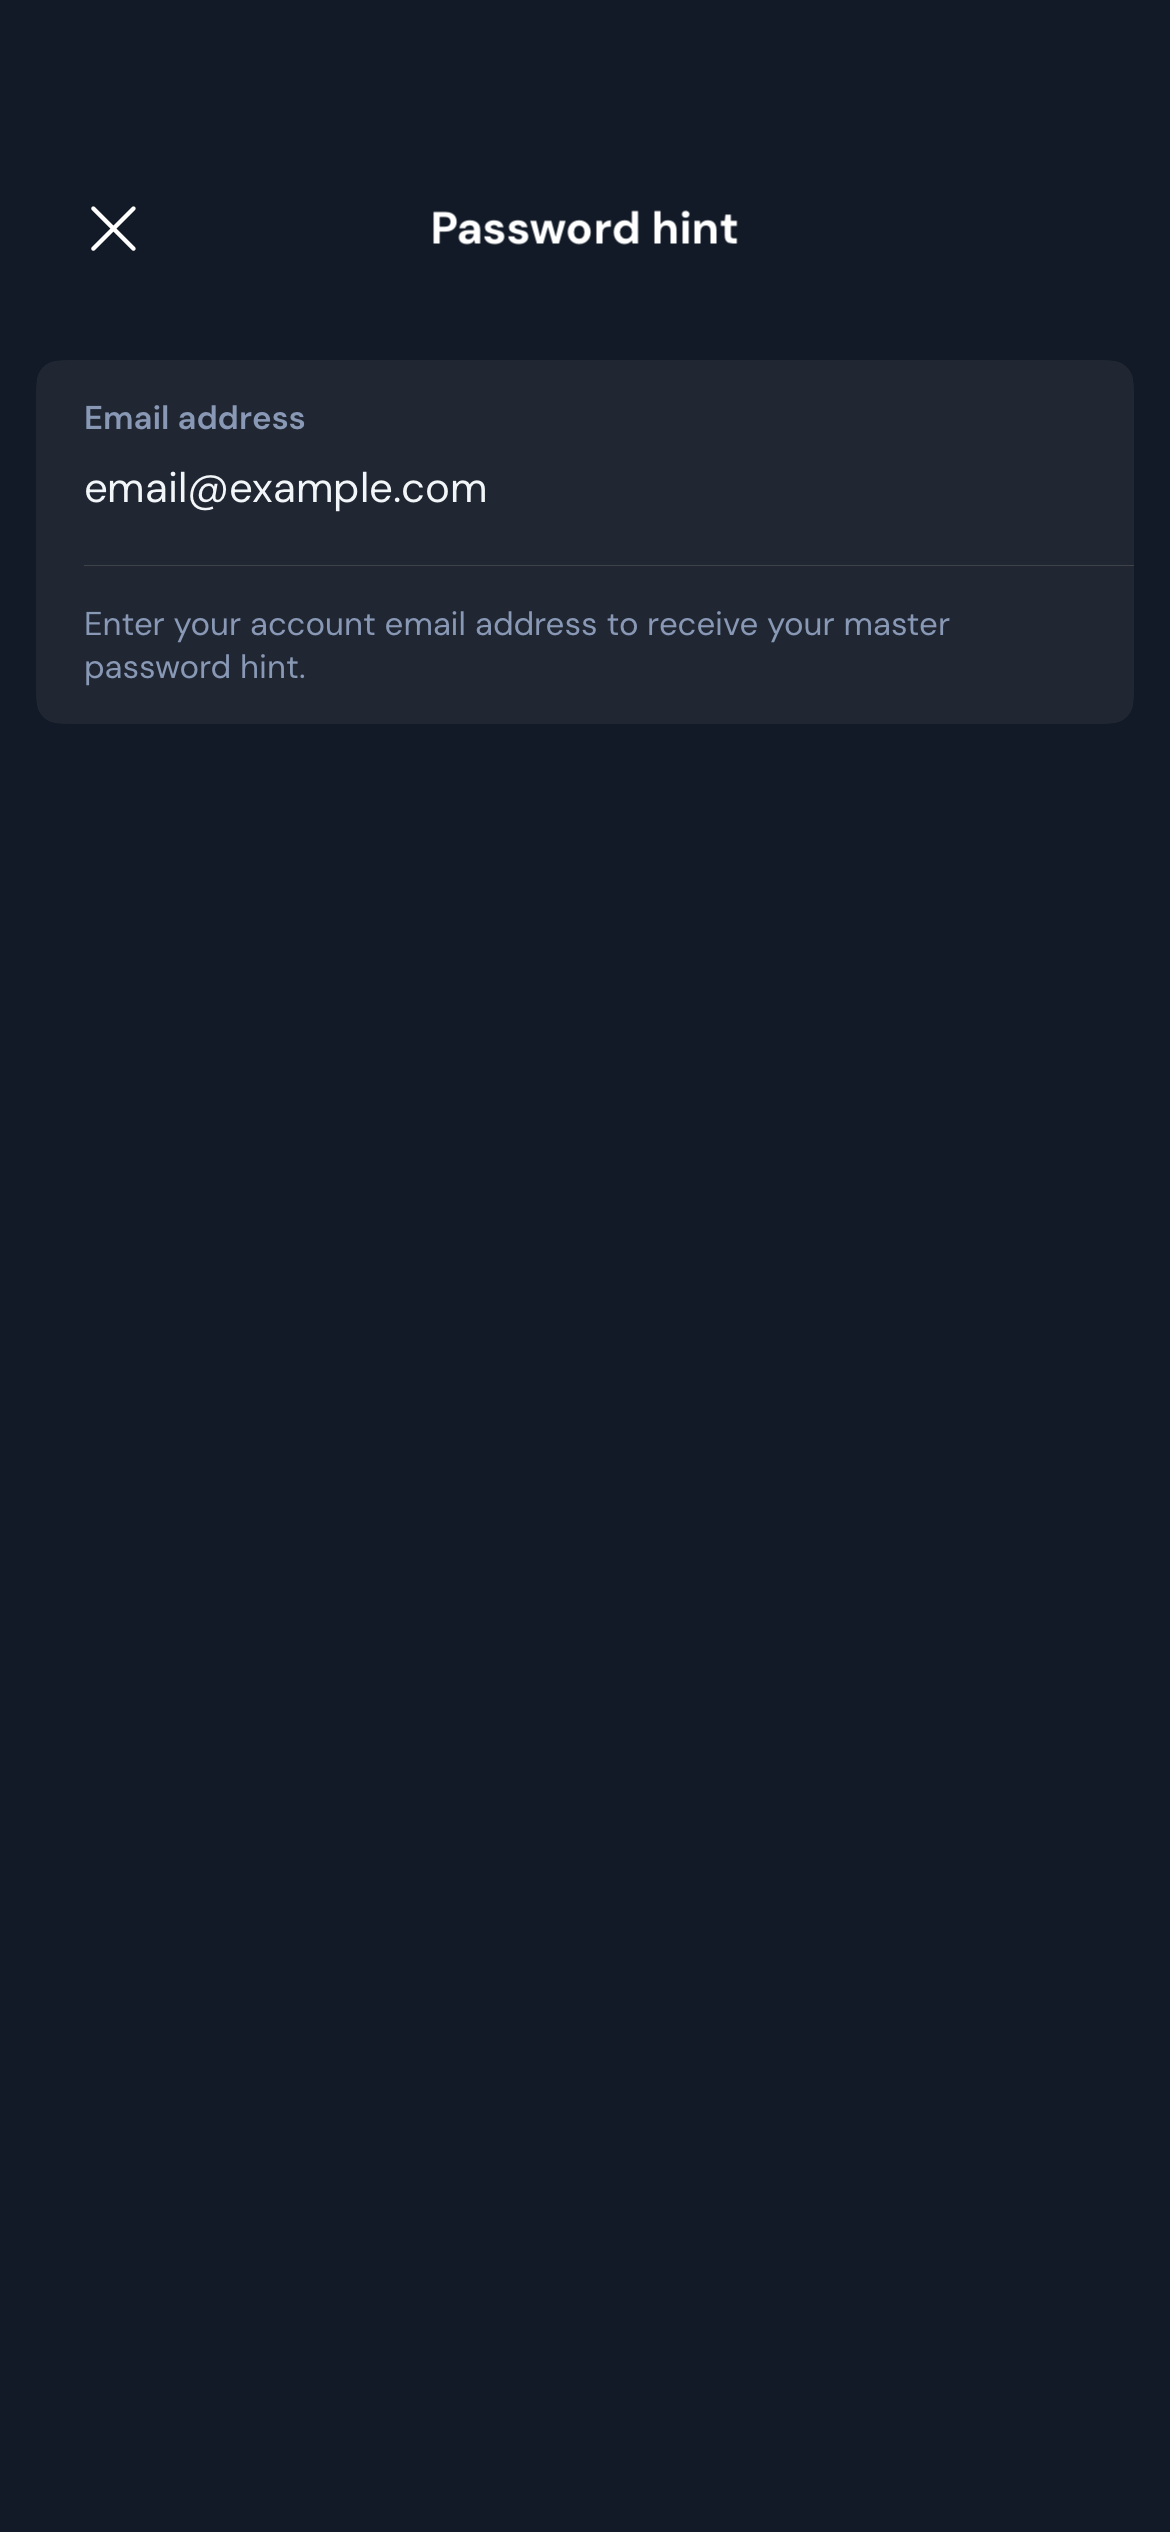 Password hint
Email address
email@example.com
Enter your account email address to receive your master
password hint.